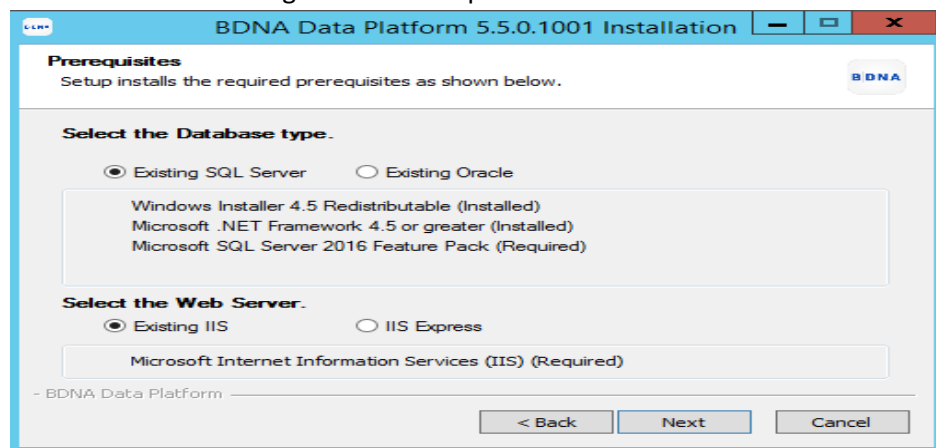 BDNA Data Platform 5.5.0.1001 Installation
Prerequisites
Setup installs the required prerequisites as shown below.
BDNA
Select the Database type.
Existing SQL Server Existing Oracle
Windows Installer 4.5 Redistributable (Installed)
Microsoft .NET Framework 4.5 or greater (Installed)
Microsoft SQL Server 2016 Feature Pack (Required)
Select the Web Server.
Existing IIS IIS Express
Microsoft Internet Information Services (IIS) (Required)
- BDNA Data Platform
< Back Next Cancel